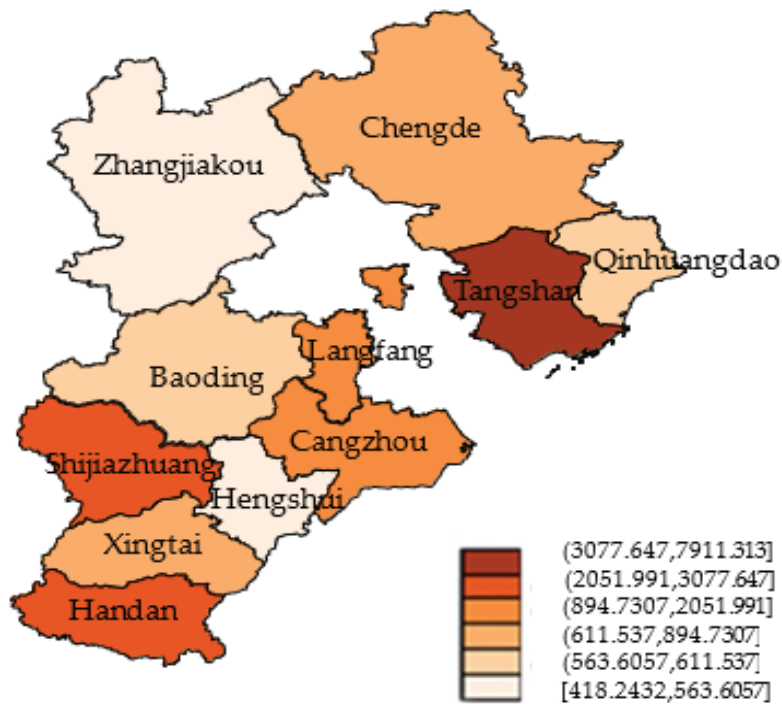 Chengde
Zhangjiakou
Qinhuangdao
Tangshan
Langfang
Baoding
Cangzhou
Shijiazhuang
Hengshui
Xingtai
Handan
(3077.647,7911.313]
(2051.991,3077.647]
(894.7307,2051.991]
(611.537,894.7307]
(563.6057,611.537]
[418.2432,563.6057]